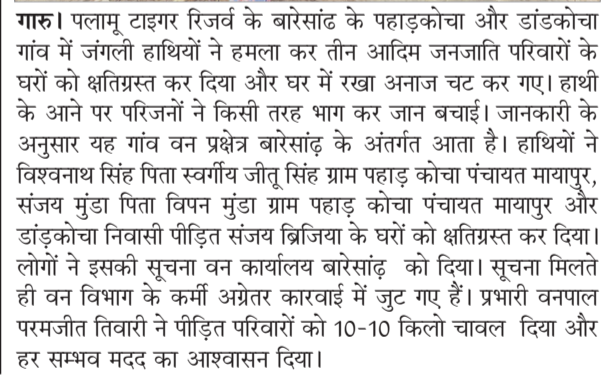 गारु। पलामू टाइगर रिजर्व के बारेसांढ के पहाड़कोचा और डांडकोचा
गांव में जंगली हाथियों ने हमला कर तीन आदिम जनजाति परिवारों के
घरों को क्षतिग्रस्त कर दिया और घर में रखा अनाज चट कर गए। हाथी
के आने पर परिजनों ने किसी तरह भाग कर जान बचाई। जानकारी के
अनुसार यह गांव वन प्रक्षेत्र बारेसांढ़ के अंतर्गत आता है। हाथियों ने
विश्वनाथ सिंह पिता स्वर्गीय जीतू सिंह ग्राम पहाड़ कोचा पंचायत मायापुर,
संजय मुंडा पिता विपन मुंडा ग्राम पहाड़ कोचा पंचायत मायापुर और
डांड़कोचा निवासी पीड़ित संजय ब्रिजिया के घरों को क्षतिग्रस्त कर दिया।
लोगों ने इसकी सूचना वन कार्यालय बारेसांढ़ को दिया। सूचना मिलते
ही वन विभाग के कर्मी अग्रेतर कारवाई में जुट गए हैं। प्रभारी वनपाल
परमजीत तिवारी ने पीड़ित परिवारों को 10-10 किलो चावल दिया और
हर सम्भव मदद का आश्वासन दिया।